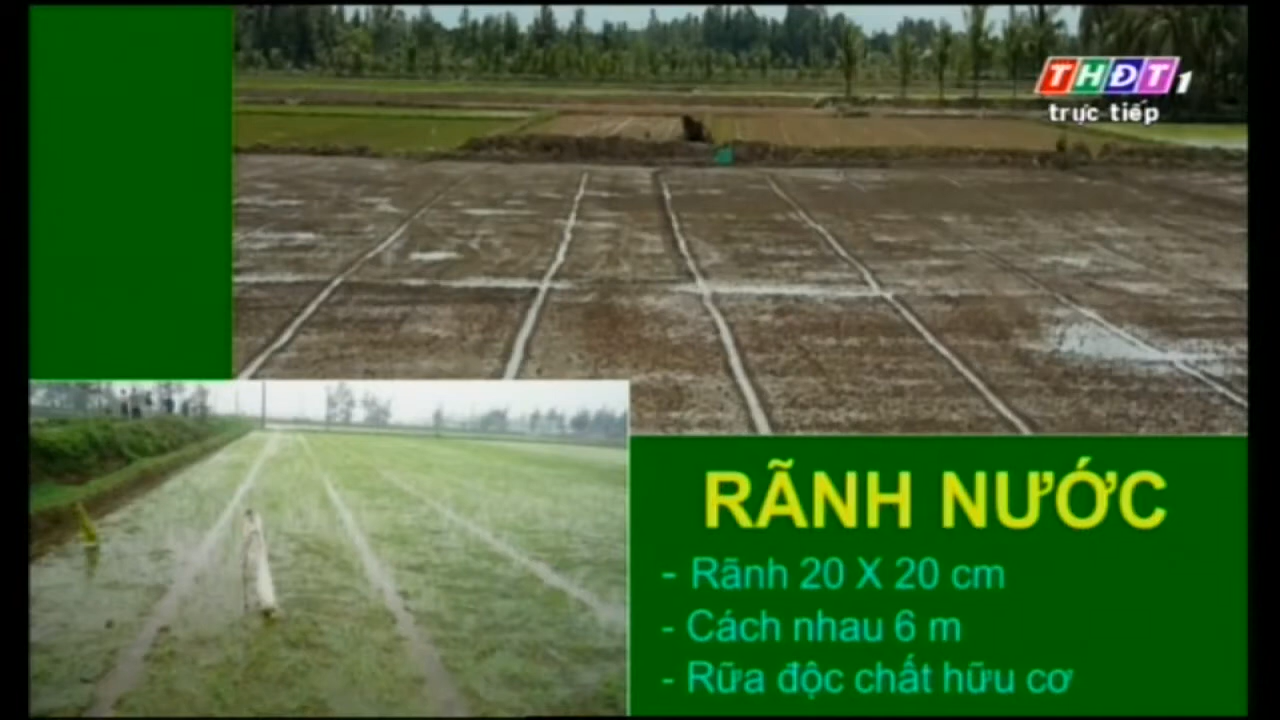 THĐT1
trực tiếp
RÃNH NƯỚC
- Rãnh 20 X 20 cm
- Cách nhau 6 m
- Rữa độc chất hữu cơ